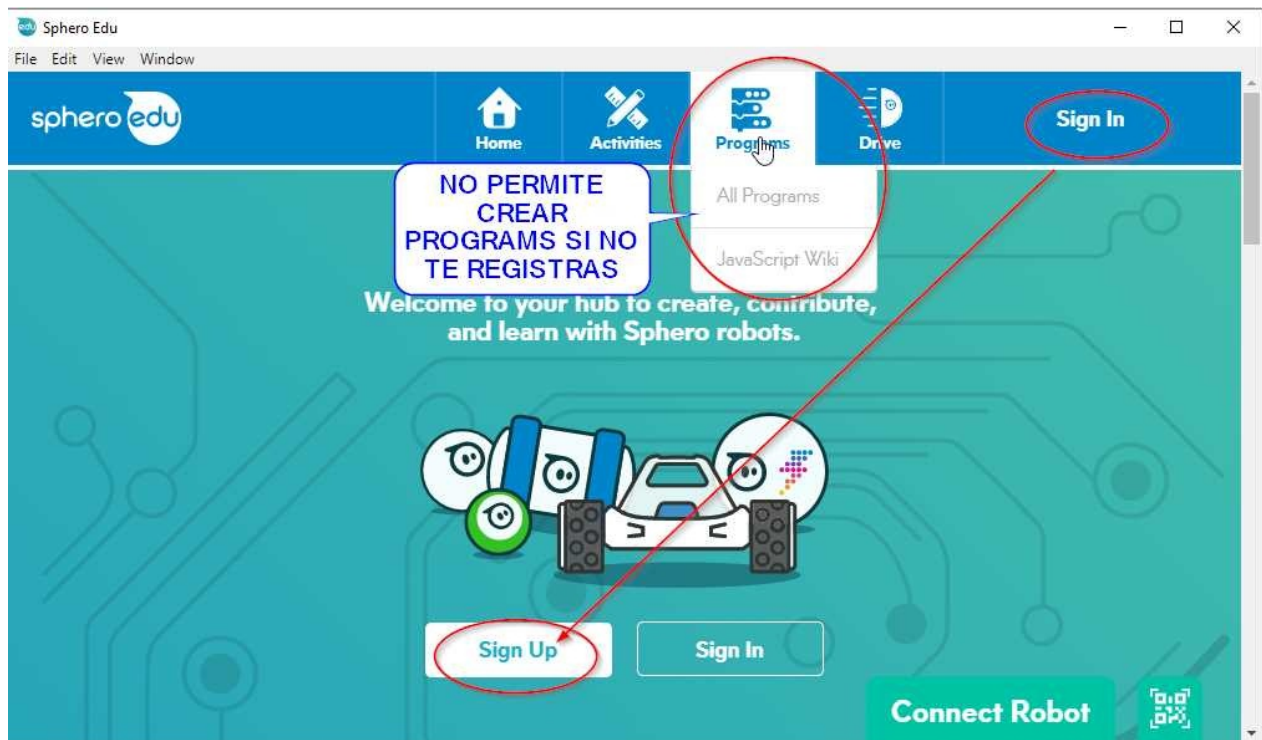 Sphero Edu
File Edit View Window
sphero edu
Home Activities Programs Drive Sign In
NO PERMITE
CREAR
PROGRAMS SI NO
TE REGISTRAS
All Programs
JavaScript Wiki
Welcome to your hub to create, contribute,
and learn with Sphero robots.
Sign Up Sign In
Connect Robot